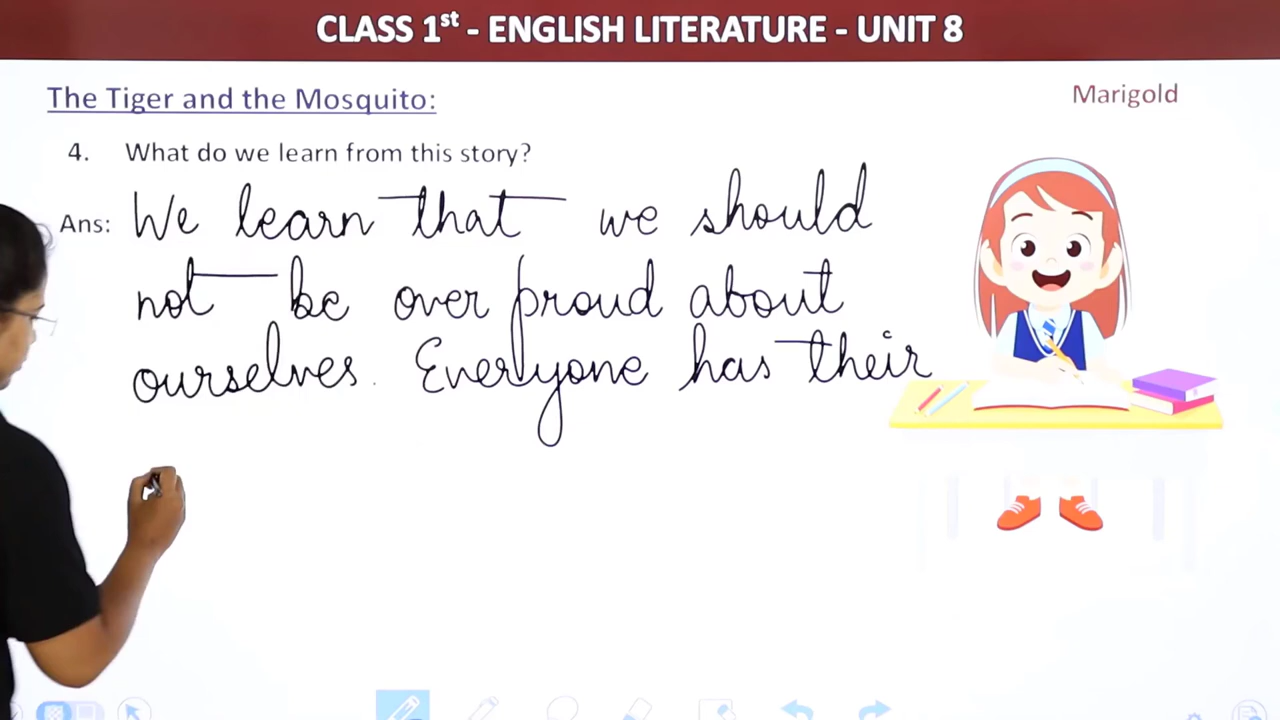 CLASS 1st - ENGLISH LITERATURE - UNIT 8
The Tiger and the Mosquito:
Marigold
4. What do we learn from this story?
Ans: We learn that we should
not be over proud about
ourselves. Everyone has their